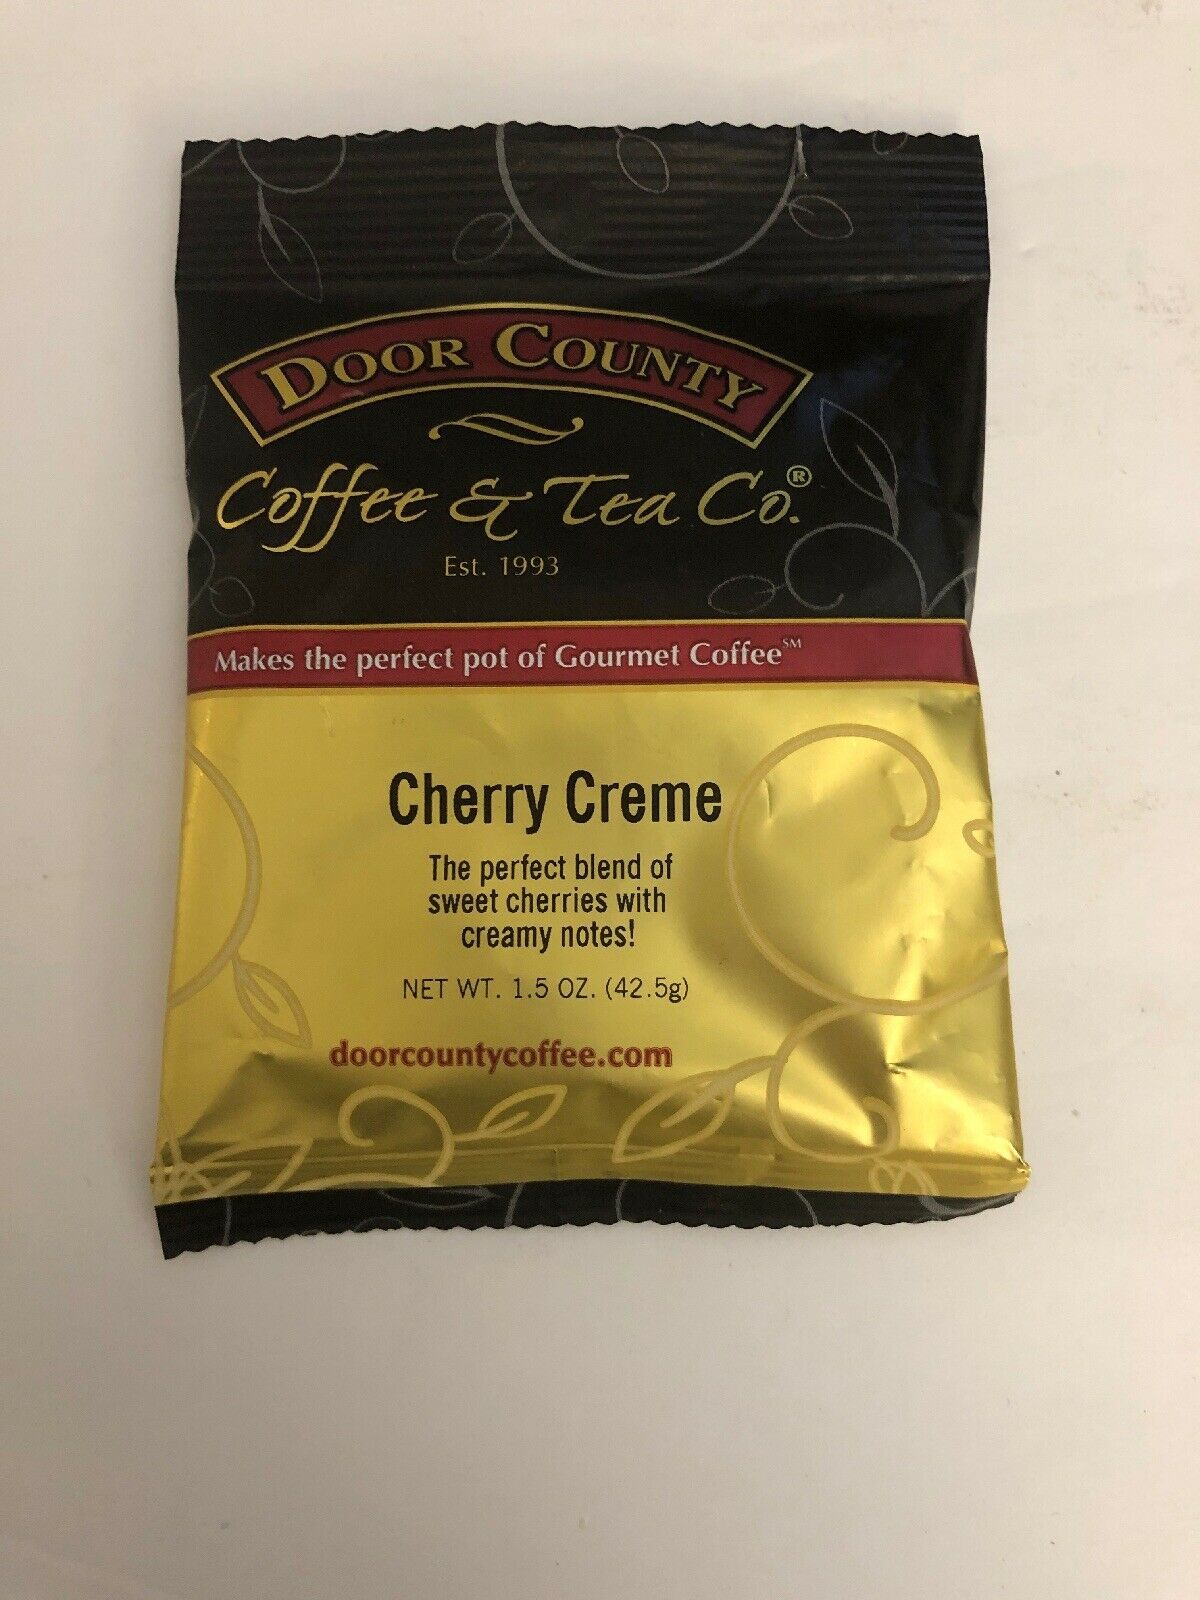 DOOR COUNTY
Coffee & Tea Co.®
Est. 1993
Makes the perfect pot of Gourmet Coffee℠
Cherry Creme
The perfect blend of
sweet cherries with
creamy notes!
NET WT. 1.5 OZ. (42.5g)
doorcountycoffee.com